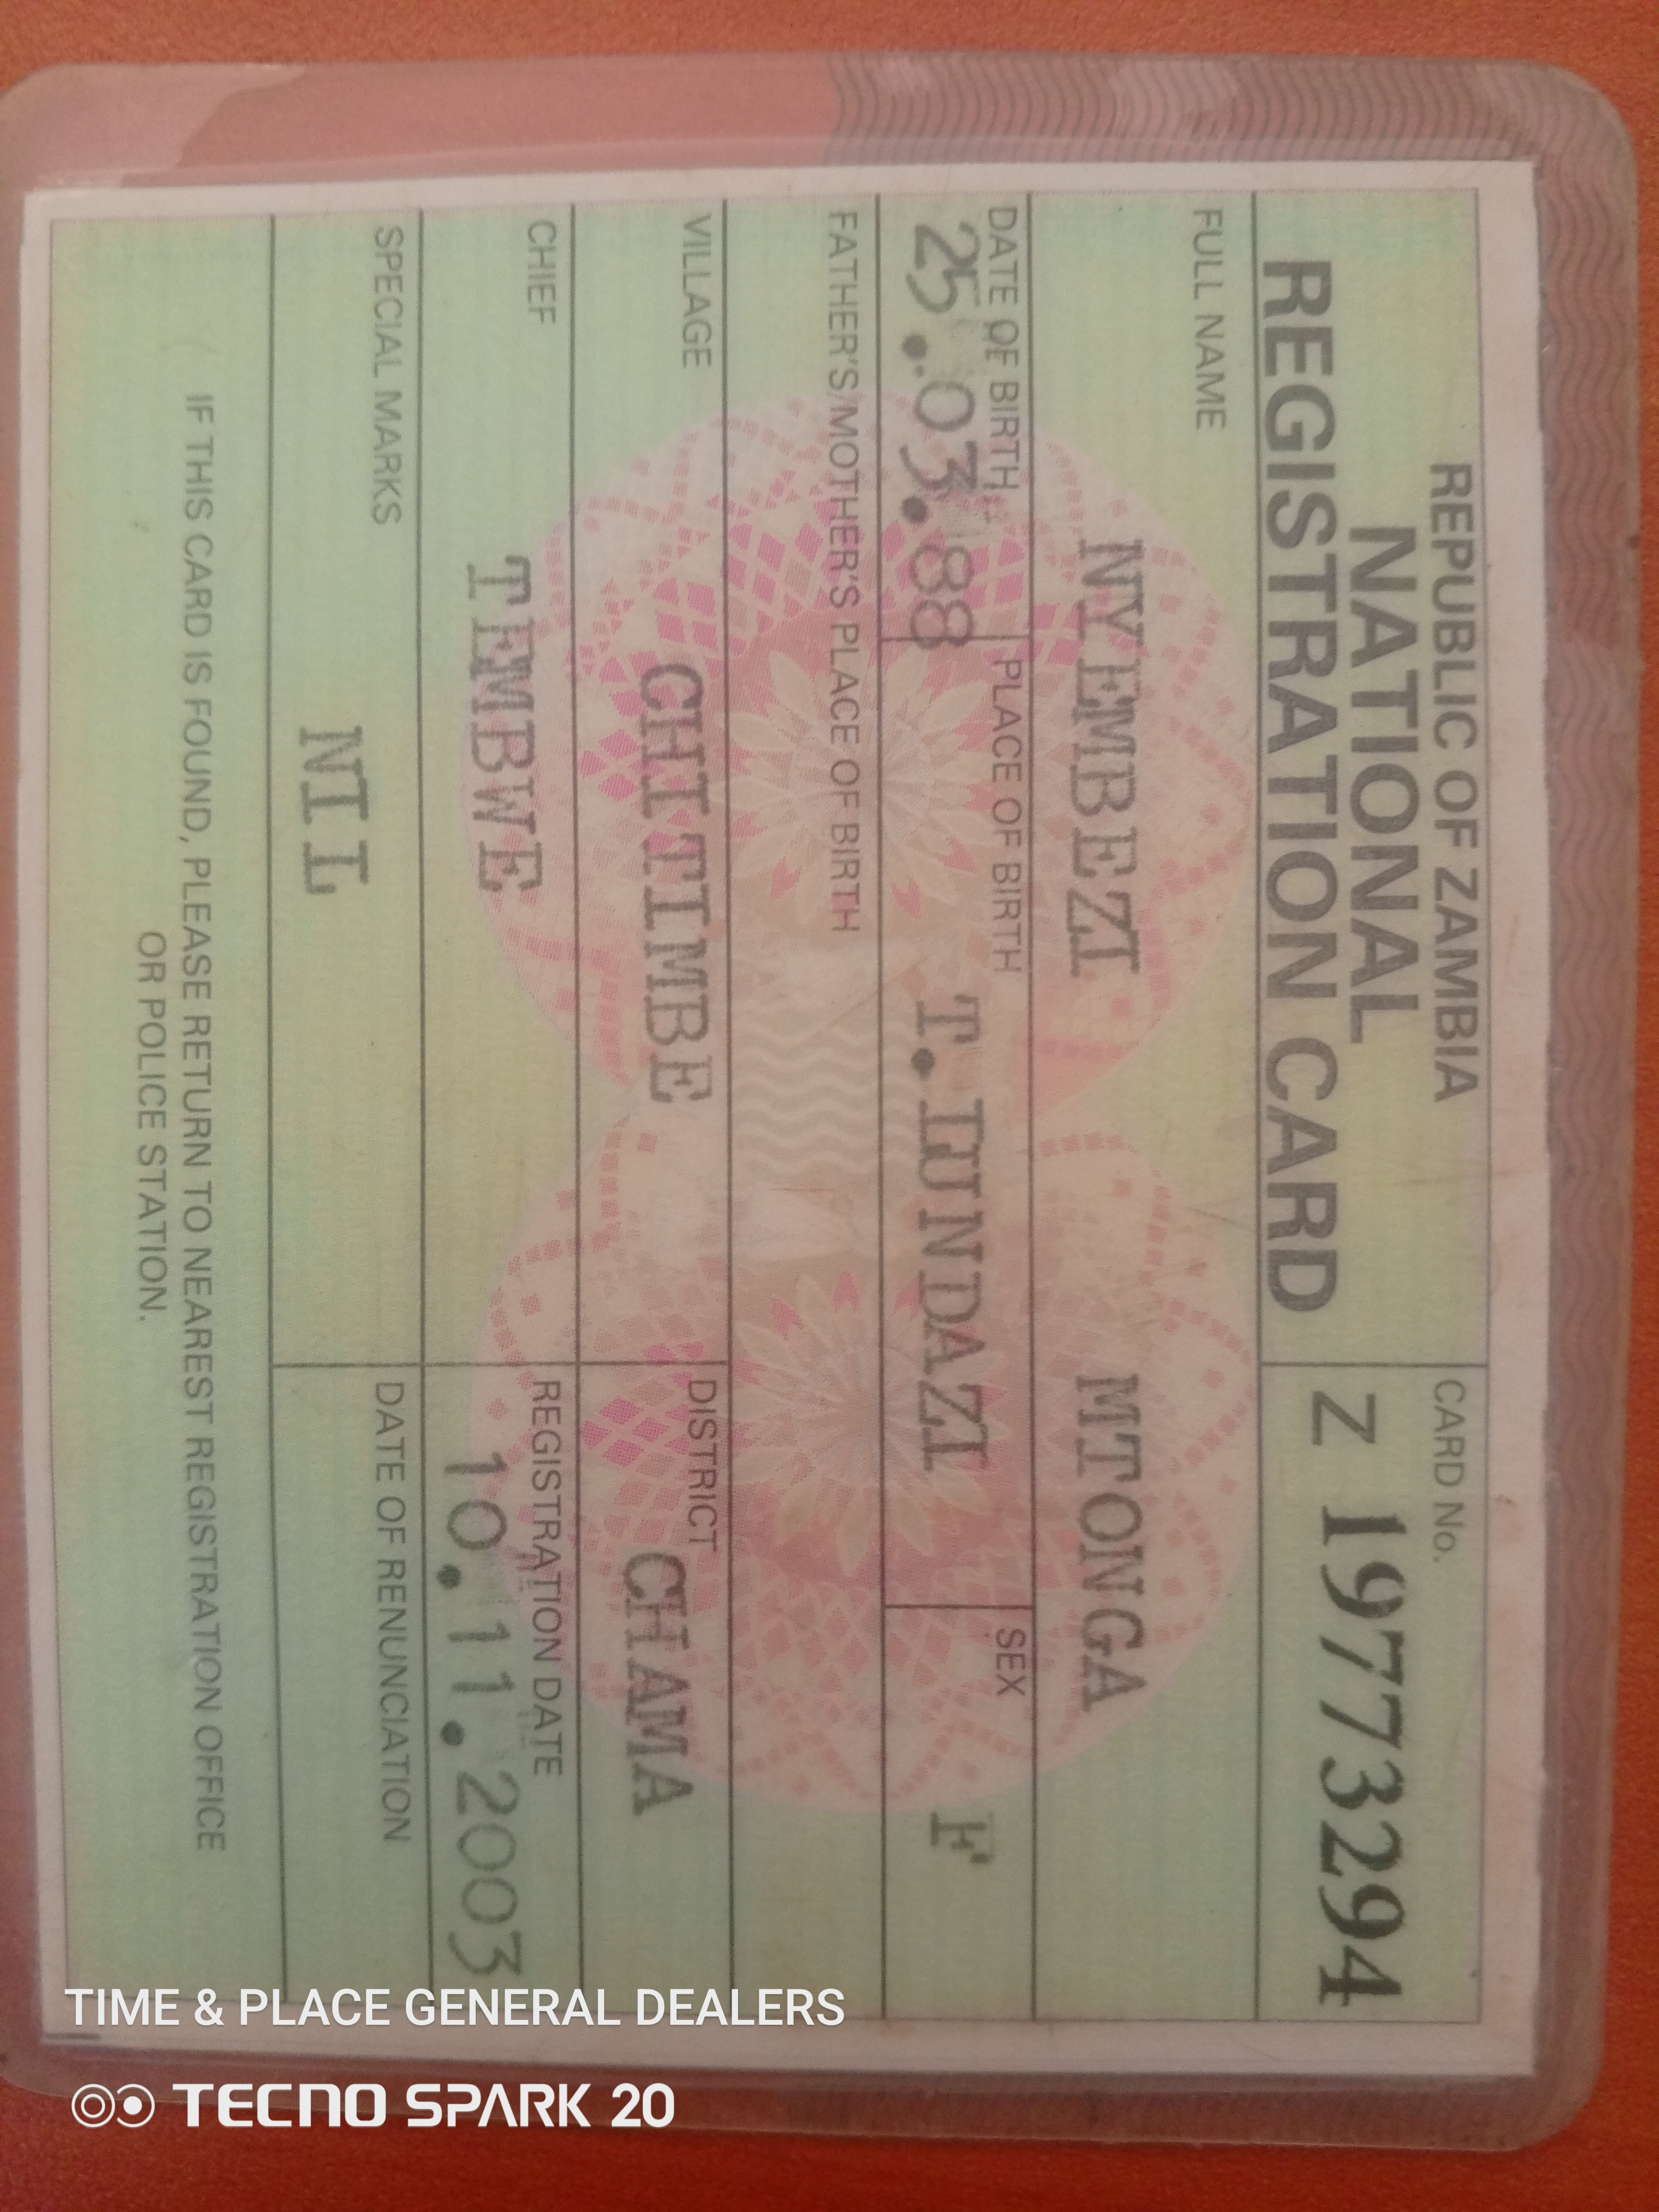 REPUBLIC OF ZAMBIA
NATIONAL
REGISTRATION CARD
CARD No.
Z 19773294
FULL NAME
NYEMBEZI MTONGA
DATE OF BIRTH
25.03.88
PLACE OF BIRTH
T. LUNDAZI
SEX
F
FATHER'S/MOTHER'S PLACE OF BIRTH
VILLAGE
CHITIMBE
DISTRICT
CHAMA
CHIEF
TEMBWE
REGISTRATION DATE
10.11.2003
SPECIAL MARKS
NIL
DATE OF RENUNCIATION
IF THIS CARD IS FOUND, PLEASE RETURN TO NEAREST REGISTRATION OFFICE
OR POLICE STATION.
TIME & PLACE GENERAL DEALERS
TECNO SPARK 20